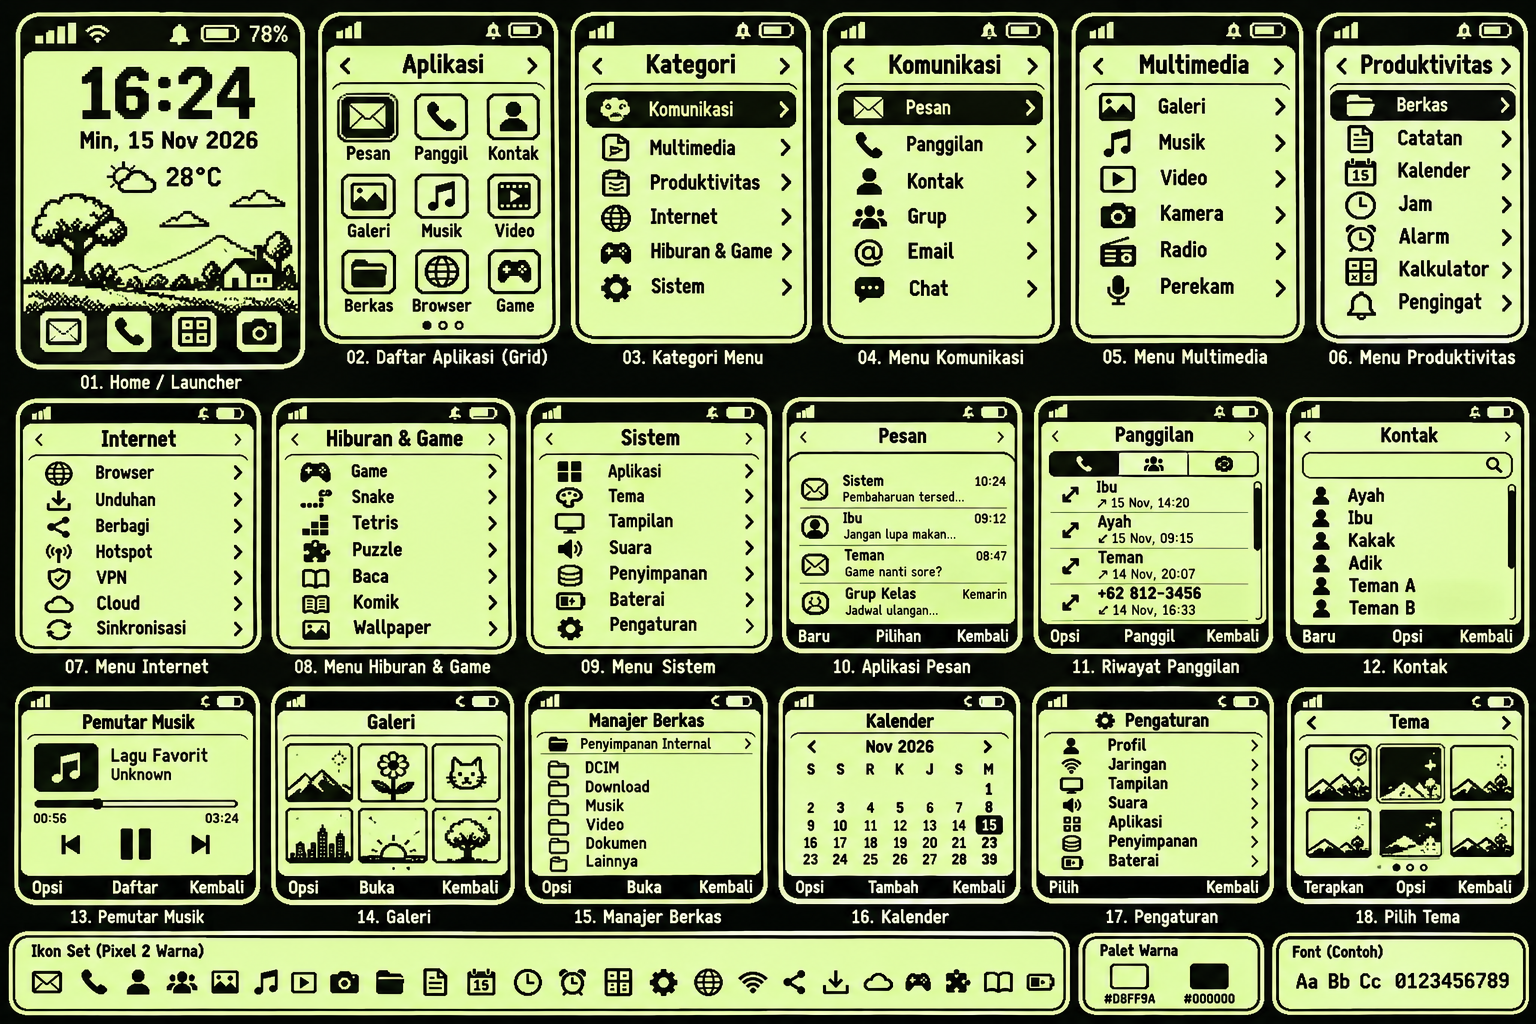 78%
16:24
Min, 15 Nov 2026
28°C
01. Home / Launcher
Aplikasi
Pesan Panggil Kontak
Galeri Musik Video
Berkas Browser Game
02. Daftar Aplikasi (Grid)
Kategori
Komunikasi
Multimedia
Produktivitas
Internet
Hiburan & Game
Sistem
03. Kategori Menu
Komunikasi
Pesan
Panggilan
Kontak
Grup
Email
Chat
04. Menu Komunikasi
Multimedia
Galeri
Musik
Video
Kamera
Radio
Perekam
05. Menu Multimedia
Produktivitas
Berkas
Catatan
15 Kalender
Jam
Alarm
Kalkulator
Pengingat
06. Menu Produktivitas
Internet
Browser
Unduhan
Berbagi
Hotspot
VPN
Cloud
Sinkronisasi
07. Menu Internet
Hiburan & Game
Game
Snake
Tetris
Puzzle
Baca
Komik
Wallpaper
08. Menu Hiburan & Game
Sistem
Aplikasi
Tema
Tampilan
Suara
Penyimpanan
Baterai
Pengaturan
09. Menu Sistem
Pesan
Sistem 10:24
Pembaharuan tersed...
Ibu 09:12
Jangan lupa makan...
Teman 08:47
Game nanti sore?
Grup Kelas Kemarin
Jadwal ulangan...
Baru Pilihan Kembali
10. Aplikasi Pesan
Panggilan
Ibu
↗ 15 Nov, 14:20
Ayah
↙ 15 Nov, 09:15
Teman
↗ 14 Nov, 20:07
+62 812-3456
↙ 14 Nov, 16:33
Opsi Panggil Kembali
11. Riwayat Panggilan
Kontak
Ayah
Ibu
Kakak
Adik
Teman A
Teman B
Baru Opsi Kembali
12. Kontak
Pemutar Musik
Lagu Favorit
Unknown
00:56 03:24
Opsi Daftar Kembali
13. Pemutar Musik
Galeri
Opsi Buka Kembali
14. Galeri
Manajer Berkas
Penyimpanan Internal
DCIM
Download
Musik
Video
Dokumen
Lainnya
Opsi Buka Kembali
15. Manajer Berkas
Kalender
Nov 2026
S S R K J S M
1
2 3 4 5 6 7 8
9 10 11 12 13 14 15
16 17 18 19 20 21 23
23 24 25 26 27 28 39
Opsi Tambah Kembali
16. Kalender
Pengaturan
Profil
Jaringan
Tampilan
Suara
Aplikasi
Penyimpanan
Baterai
Pilih Kembali
17. Pengaturan
Tema
Terapkan Opsi Kembali
18. Pilih Tema
Ikon Set (Pixel 2 Warna)
15
Palet Warna
#D8FF9A #000000
Font (Contoh)
Aa Bb Cc 0123456789